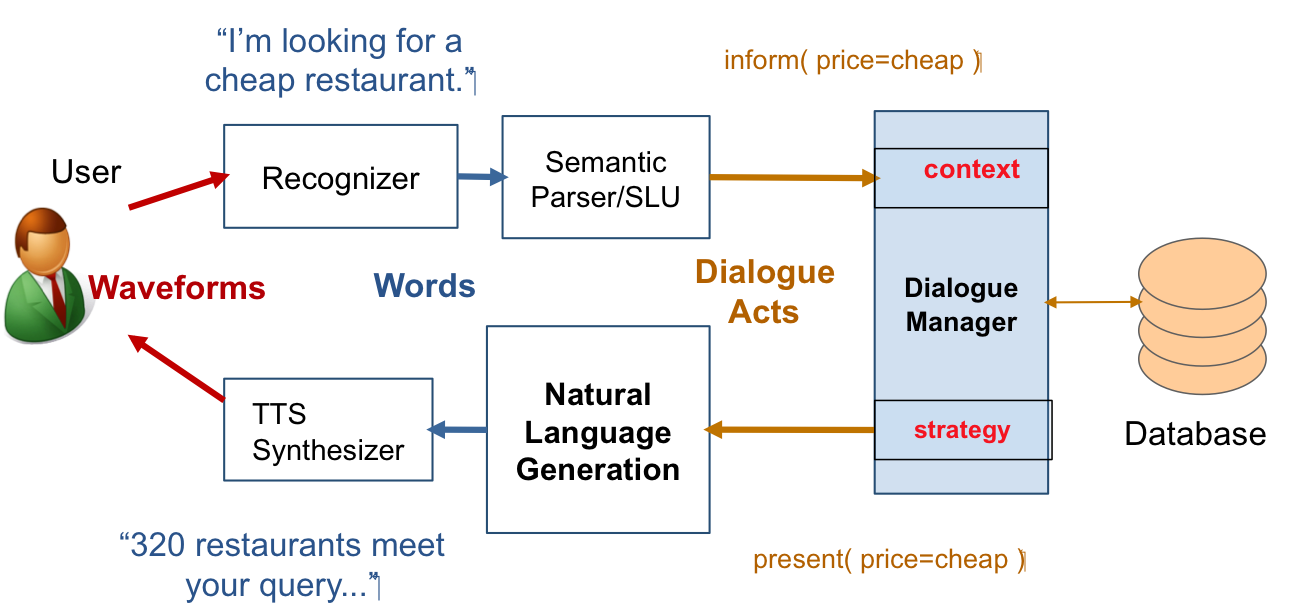 “I’m looking for a
cheap restaurant.”
inform( price=cheap )
User
Recognizer
Semantic
Parser/SLU
context
Waveforms
Words
Dialogue
Acts
Dialogue
Manager
Database
TTS
Synthesizer
Natural
Language
Generation
strategy
“320 restaurants meet
your query...”
present( price=cheap )